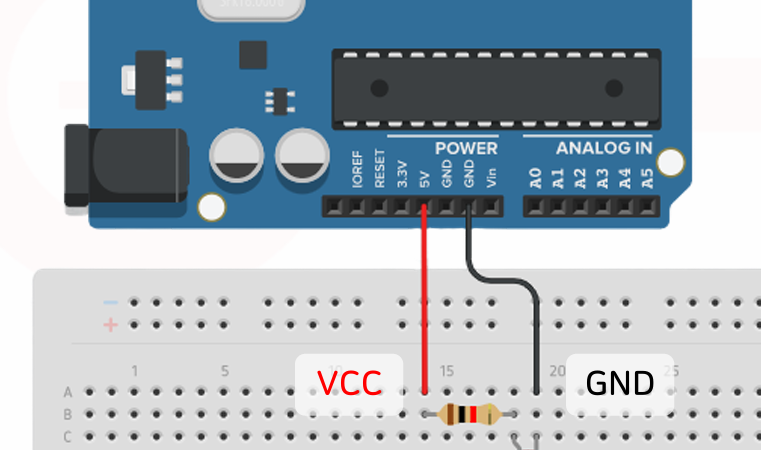 POWER
ANALOG IN
IOREF
RESET
3.3V
5V
GND
GND
Vin
A0
A1
A2
A3
A4
A5
−
+
1
5
15
20
25
VCC
GND
A
B
C